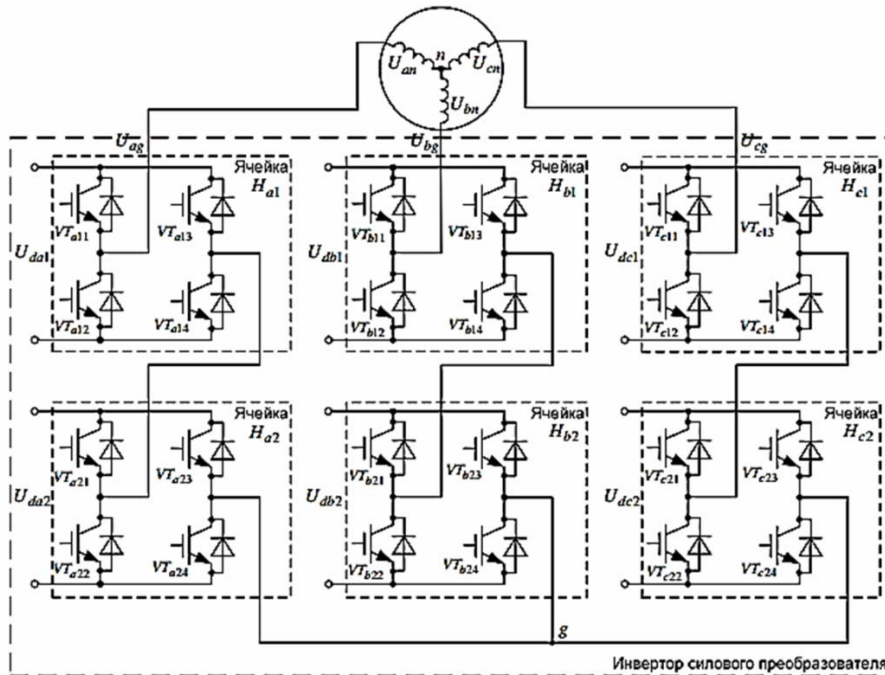 n
U_an U_cn
U_bn
U_ag U_bg U_cg
Ячейка Ячейка Ячейка
H_a1 H_b1 H_c1
VT_a11 VT_a13 VT_b11 VT_b13 VT_c11 VT_c13
U_da1 U_db1 U_dc1
VT_a12 VT_a14 VT_b12 VT_b14 VT_c12 VT_c14
Ячейка Ячейка Ячейка
H_a2 H_b2 H_c2
VT_a21 VT_a23 VT_b21 VT_b23 VT_c21 VT_c23
U_da2 U_db2 U_dc2
VT_a22 VT_a24 VT_b22 VT_b24 VT_c22 VT_c24
g
Инвертор силового преобразователя